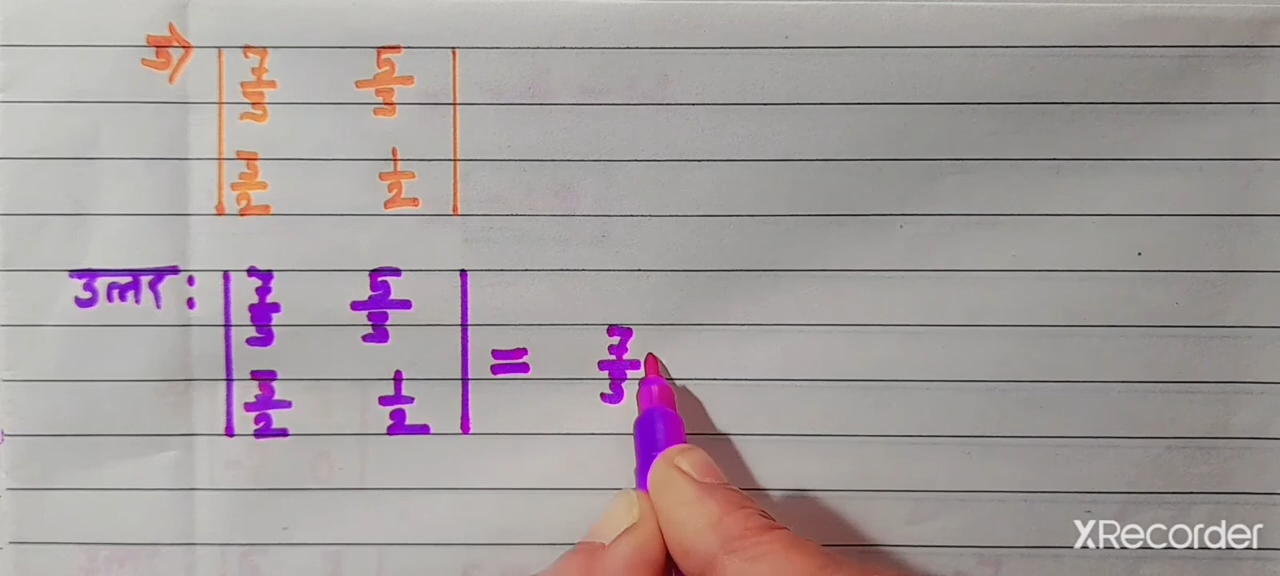 | 7/3 5/3 |
| 3/2 1/2 |
उत्तर : | 7/3 5/3 | = 7/3
| 3/2 1/2 |
XRecorder